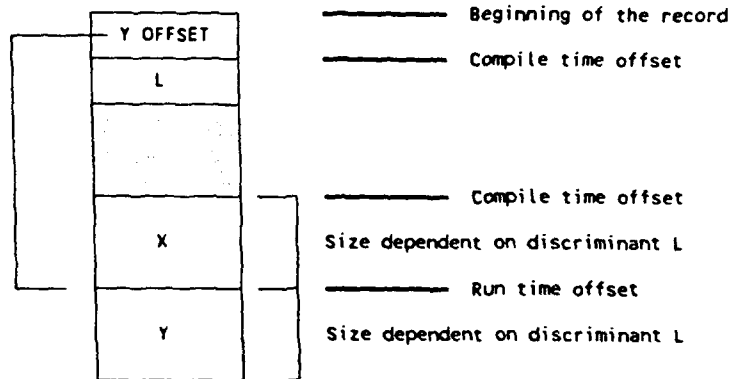 Beginning of the record
Y OFFSET
Compile time offset
L
Compile time offset
X
Size dependent on discriminant L
Run time offset
Y
Size dependent on discriminant L